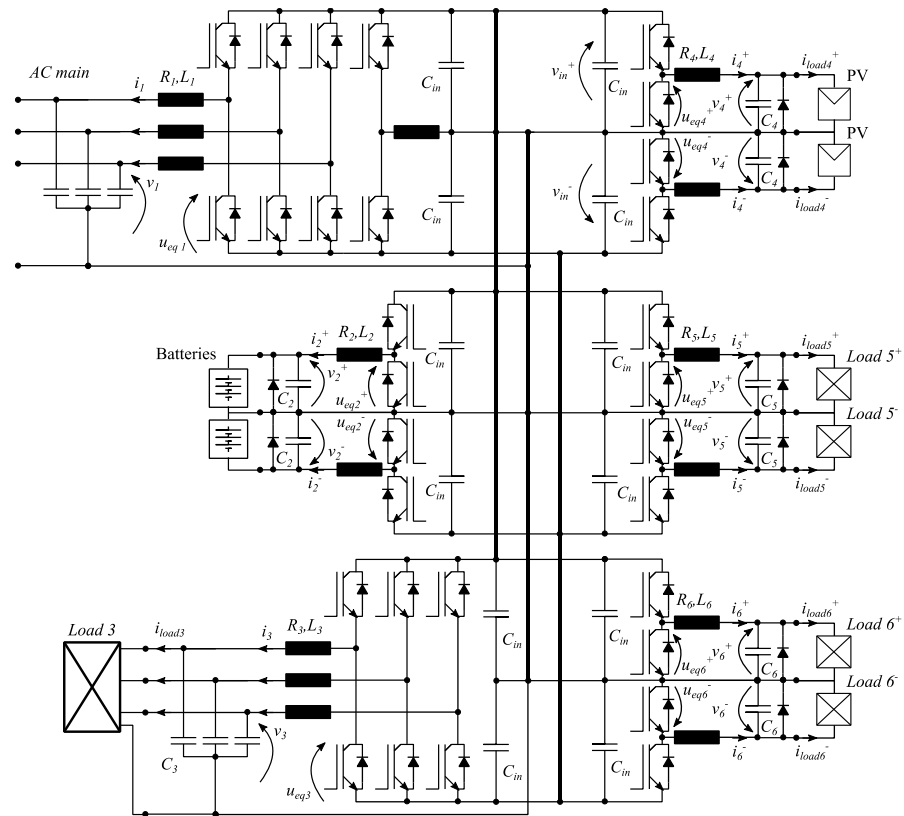 AC main
i1
R1,L1
Cin
vin+
R4,L4
i4+
iload4+
PV
ueq4+
v4+
C4
PV
v1
ueq4-
v4-
C4
ueq 1
Cin
vin-
Cin
i4-
iload4-
Batteries
i2+
R2,L2
Cin
Cin
R5,L5
i5+
iload5+
Load 5+
C2
v2+
ueq2+
ueq5+
v5+
C5
Load 5-
C2
v2-
ueq2-
ueq5-
v5-
C5
i2-
Cin
Cin
i5-
iload5-
Load 3
iload3
i3
R3,L3
Cin
Cin
R6,L6
i6+
iload6+
Load 6+
ueq6+
v6+
C6
Load 6-
C3
v3
ueq3
Cin
Cin
ueq6-
v6-
C6
i6-
iload6-